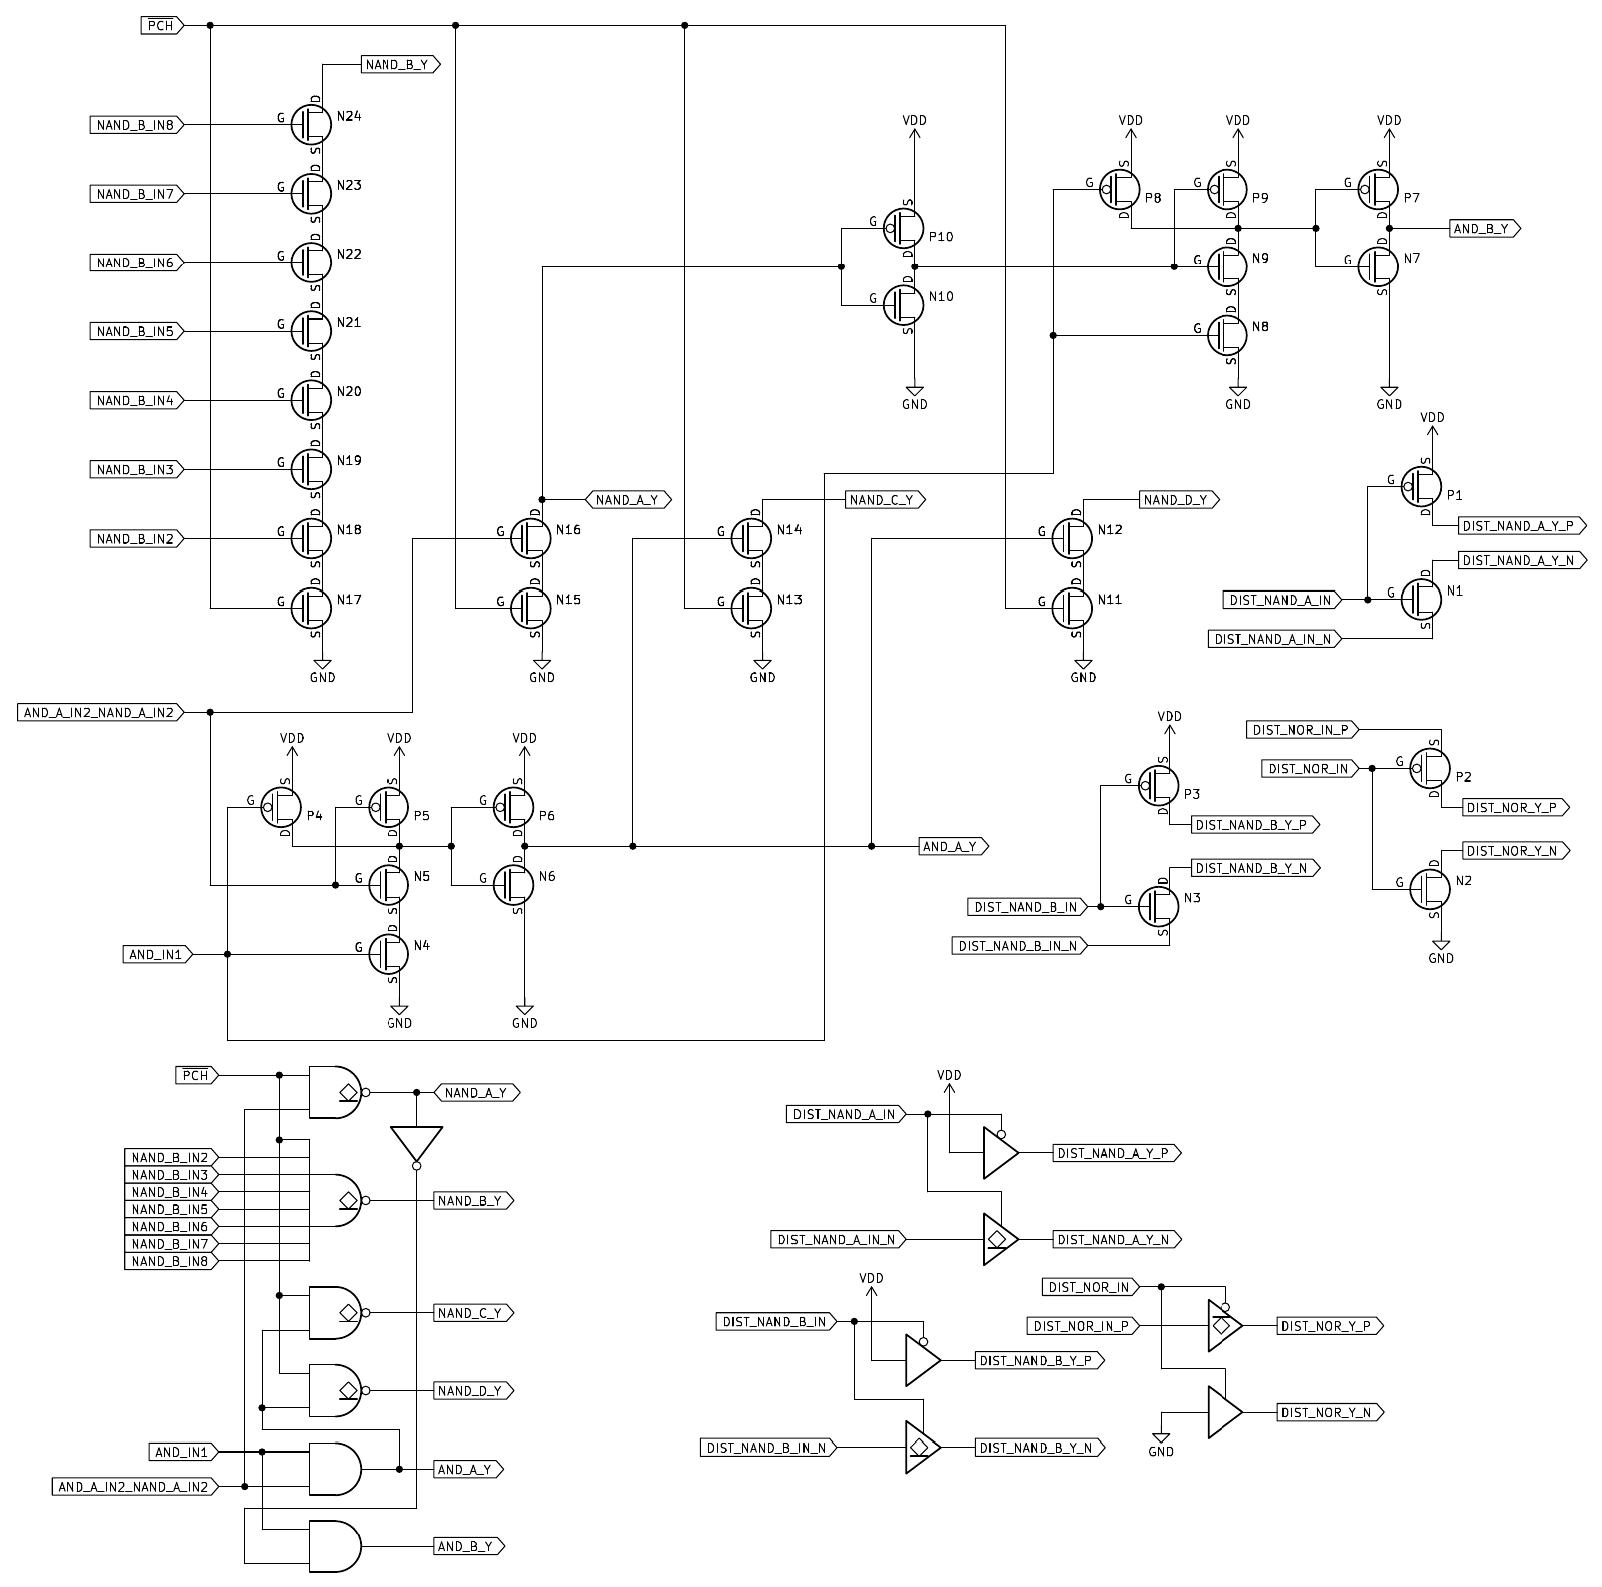 PCH
NAND_B_Y
D
NAND_B_IN8 G N24
S
D
NAND_B_IN7 G N23
S
D
NAND_B_IN6 G N22
S
D
NAND_B_IN5 G N21
S
D
NAND_B_IN4 G N20
S
D
NAND_B_IN3 G N19
S
D
NAND_B_IN2 G N18
S
D
G N17
S
GND
NAND_A_Y
D
G N16
S
D
G N15
S
GND
NAND_C_Y
D
G N14
S
D
G N13
S
GND
NAND_D_Y
D
G N12
S
D
G N11
S
GND
VDD
S
G P10
D
D
G N10
S
GND
VDD
S
G P8
D
VDD
S
G P9
D
D
G N9
S
D
G N8
S
GND
VDD
S
G P7
D
AND_B_Y
D
G N7
S
GND
VDD
S
G P1
D
DIST_NAND_A_Y_P
DIST_NAND_A_Y_N
D
DIST_NAND_A_IN G N1
S
DIST_NAND_A_IN_N
AND_A_IN2_NAND_A_IN2
VDD
S
G P4
D
VDD
S
G P5
D
D
G N5
S
D
AND_IN1 G N4
S
GND
VDD
S
G P6
D
AND_A_Y
D
G N6
S
GND
VDD
S
G P3
D
DIST_NAND_B_Y_P
DIST_NAND_B_Y_N
D
DIST_NAND_B_IN G N3
S
DIST_NAND_B_IN_N
DIST_NOR_IN_P
S
DIST_NOR_IN G P2
D
DIST_NOR_Y_P
DIST_NOR_Y_N
D
G N2
S
GND
PCH NAND_A_Y
NAND_B_IN2
NAND_B_IN3
NAND_B_IN4
NAND_B_Y
NAND_B_IN5
NAND_B_IN6
NAND_B_IN7
NAND_B_IN8
NAND_C_Y
NAND_D_Y
AND_IN1
AND_A_Y
AND_A_IN2_NAND_A_IN2
AND_B_Y
VDD
DIST_NAND_A_IN
DIST_NAND_A_Y_P
DIST_NAND_A_IN_N DIST_NAND_A_Y_N
VDD
DIST_NAND_B_IN
DIST_NAND_B_Y_P
DIST_NAND_B_IN_N DIST_NAND_B_Y_N
DIST_NOR_IN
DIST_NOR_IN_P DIST_NOR_Y_P
DIST_NOR_Y_N
GND